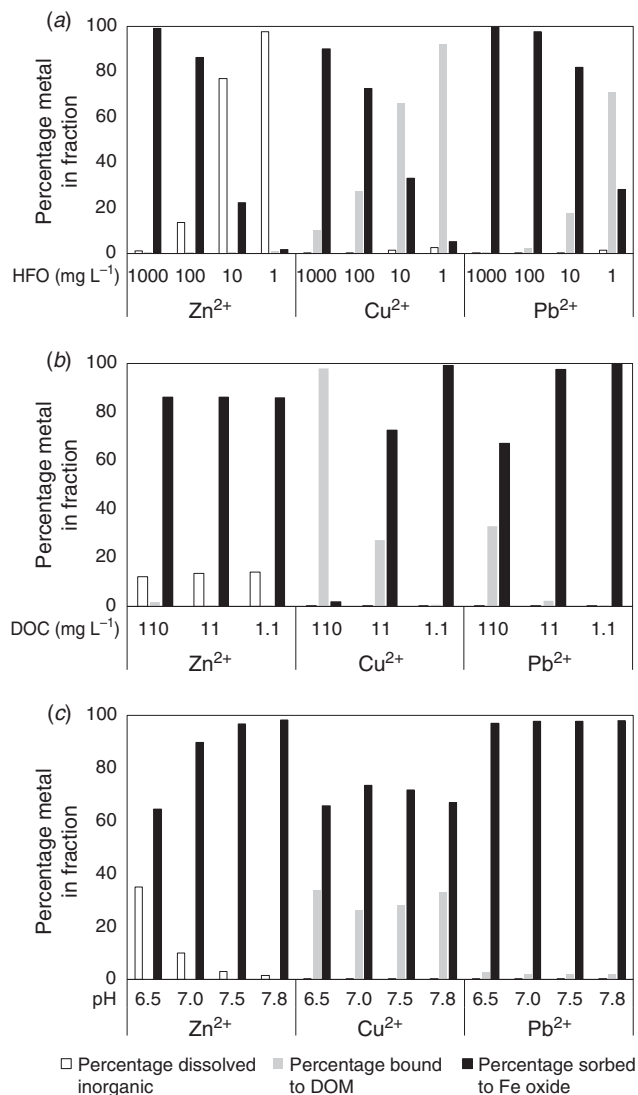 (a)
100
80
60
40
20
0
Percentage metal
in fraction
HFO (mg L⁻¹) 1000 100 10 1 1000 100 10 1 1000 100 10 1
Zn²⁺ Cu²⁺ Pb²⁺
(b)
100
80
60
40
20
0
Percentage metal
in fraction
DOC (mg L⁻¹) 110 11 1.1 110 11 1.1 110 11 1.1
Zn²⁺ Cu²⁺ Pb²⁺
(c)
100
80
60
40
20
0
Percentage metal
in fraction
pH 6.5 7.0 7.5 7.8 6.5 7.0 7.5 7.8 6.5 7.0 7.5 7.8
Zn²⁺ Cu²⁺ Pb²⁺
Percentage dissolved
inorganic
Percentage bound
to DOM
Percentage sorbed
to Fe oxide